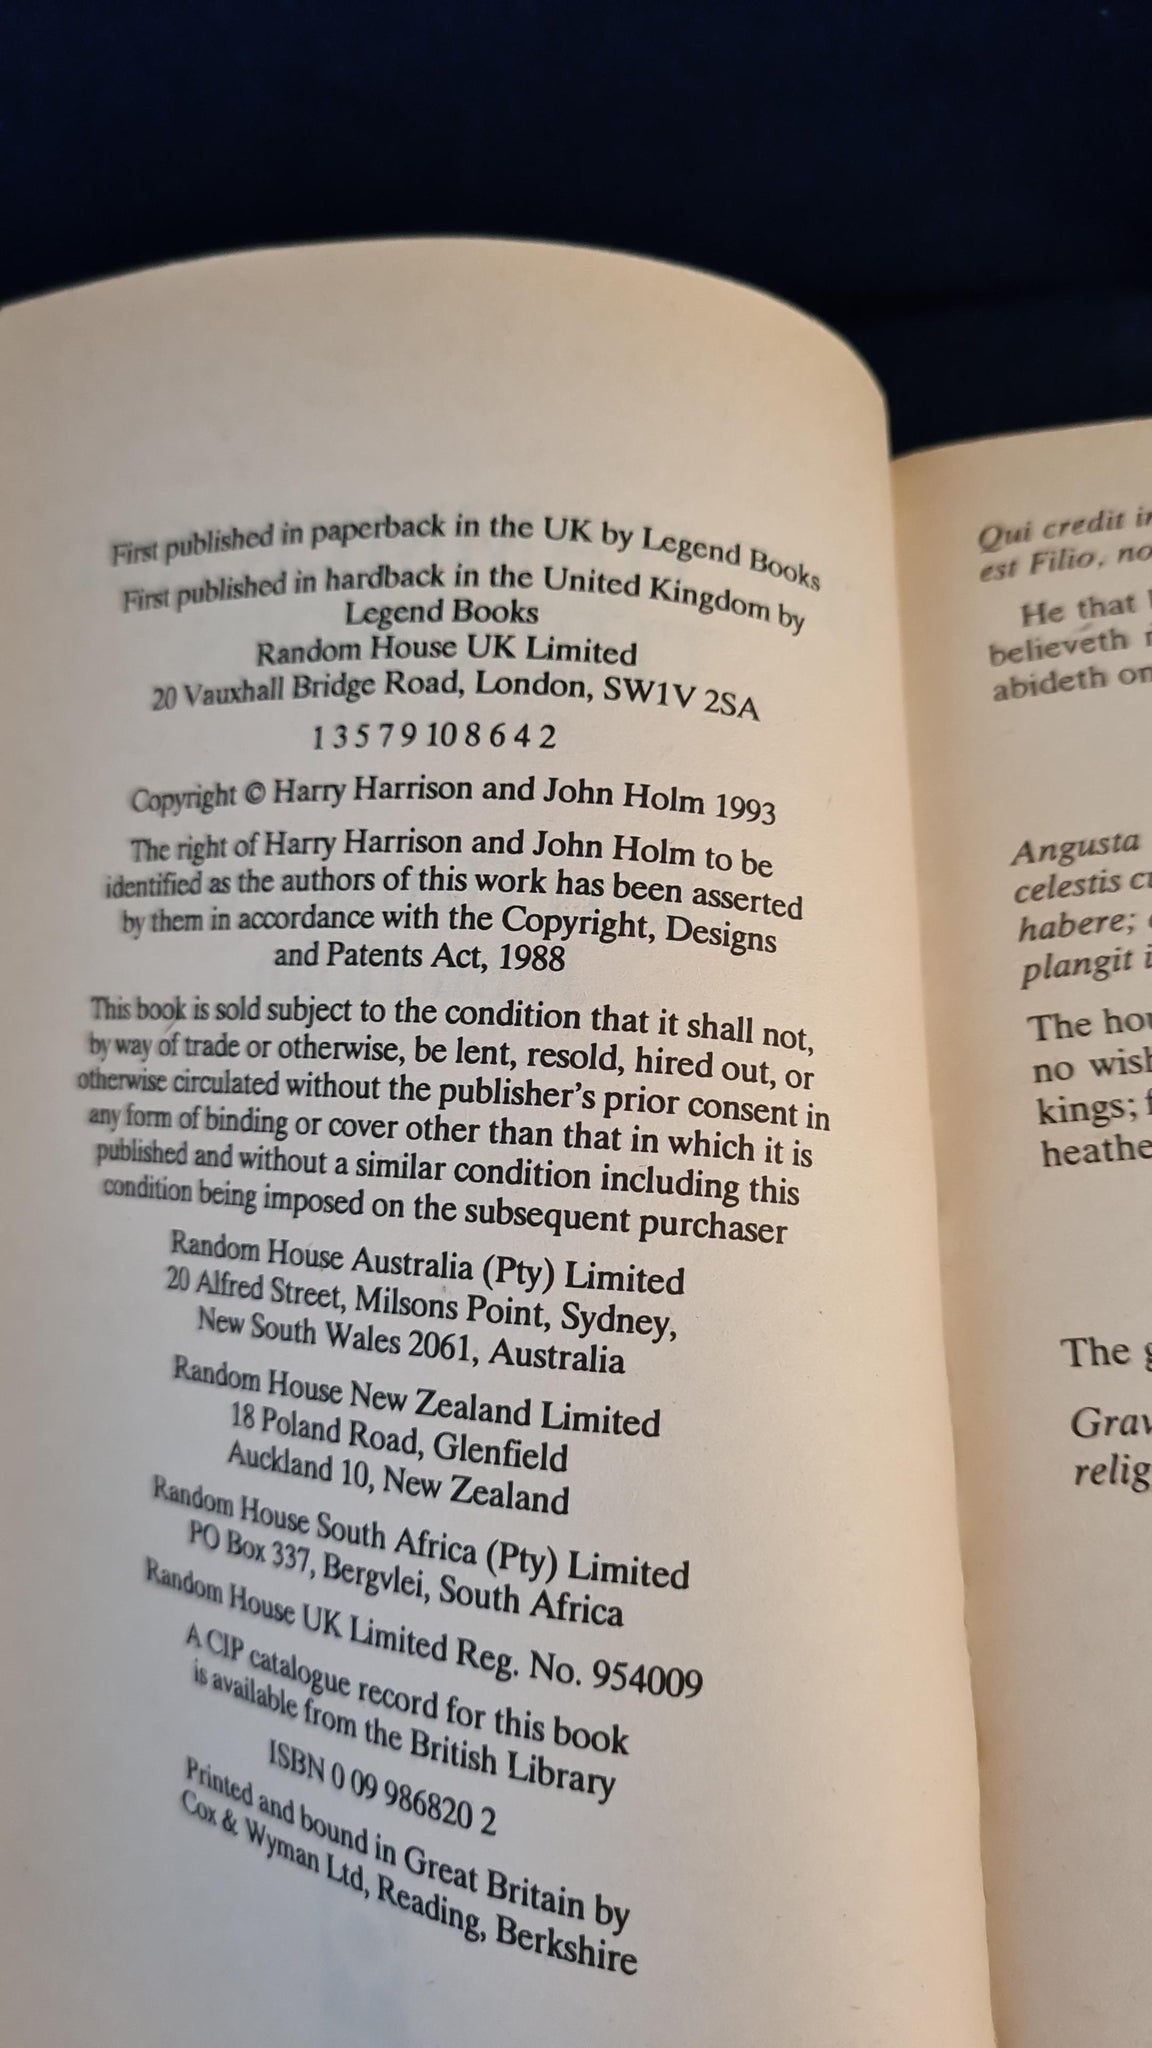 First published in paperback in the UK by Legend Books
First published in hardback in the United Kingdom by
Legend Books
Random House UK Limited
20 Vauxhall Bridge Road, London, SW1V 2SA
1 3 5 7 9 10 8 6 4 2
Copyright © Harry Harrison and John Holm 1993
The right of Harry Harrison and John Holm to be
identified as the authors of this work has been asserted
by them in accordance with the Copyright, Designs
and Patents Act, 1988
This book is sold subject to the condition that it shall not,
by way of trade or otherwise, be lent, resold, hired out, or
otherwise circulated without the publisher's prior consent in
any form of binding or cover other than that in which it is
published and without a similar condition including this
condition being imposed on the subsequent purchaser
Random House Australia (Pty) Limited
20 Alfred Street, Milsons Point, Sydney,
New South Wales 2061, Australia
Random House New Zealand Limited
18 Poland Road, Glenfield
Auckland 10, New Zealand
Random House South Africa (Pty) Limited
PO Box 337, Bergvlei, South Africa
Random House UK Limited Reg. No. 954009
A CIP catalogue record for this book
is available from the British Library
ISBN 0 09 986820 2
Printed and bound in Great Britain by
Cox & Wyman Ltd, Reading, Berkshire
Qui credit
est Filio,
He that
believeth
abideth on
Angusta
celestis
habere;
plangit
The
no
kings;
The